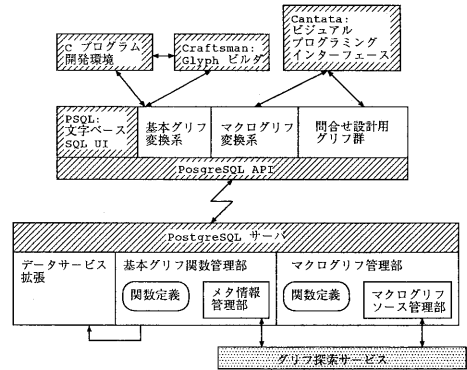 C プログラム
開発環境
Craftsman:
Glyph ビルダ
Cantata:
ビジュアル
プログラミング
インターフェース
PSQL:
文字ベース
SQL UI
基本グリフ
変換系
マクログリフ
変換系
問合せ設計用
グリフ群
PosgreSQL API
PostgreSQL サーバ
データサービス
拡張
基本グリフ関数管理部
関数定義
メタ情報
管理部
マクログリフ管理部
関数定義
マクログリフ
ソース管理部
グリフ探索サービス